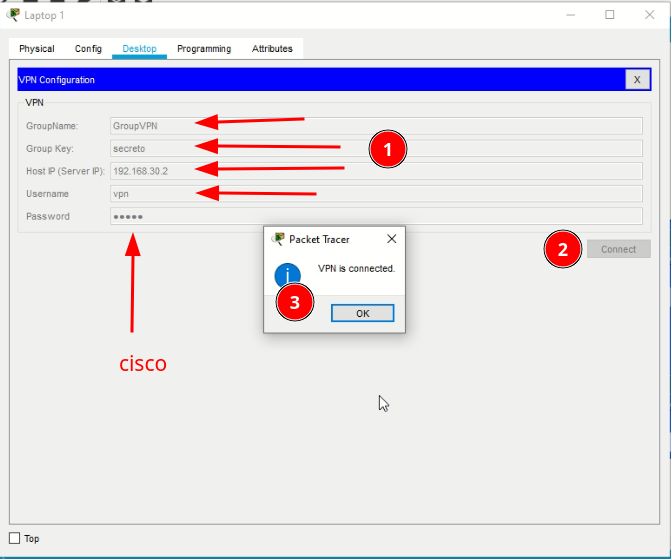 Laptop 1
Physical Config Desktop Programming Attributes
VPN Configuration X
VPN
GroupName: GroupVPN
Group Key: secreto
1
Host IP (Server IP): 192.168.30.2
Username vpn
Password •••••
Packet Tracer
2
Connect
VPN is connected.
i
3
OK
cisco
Top